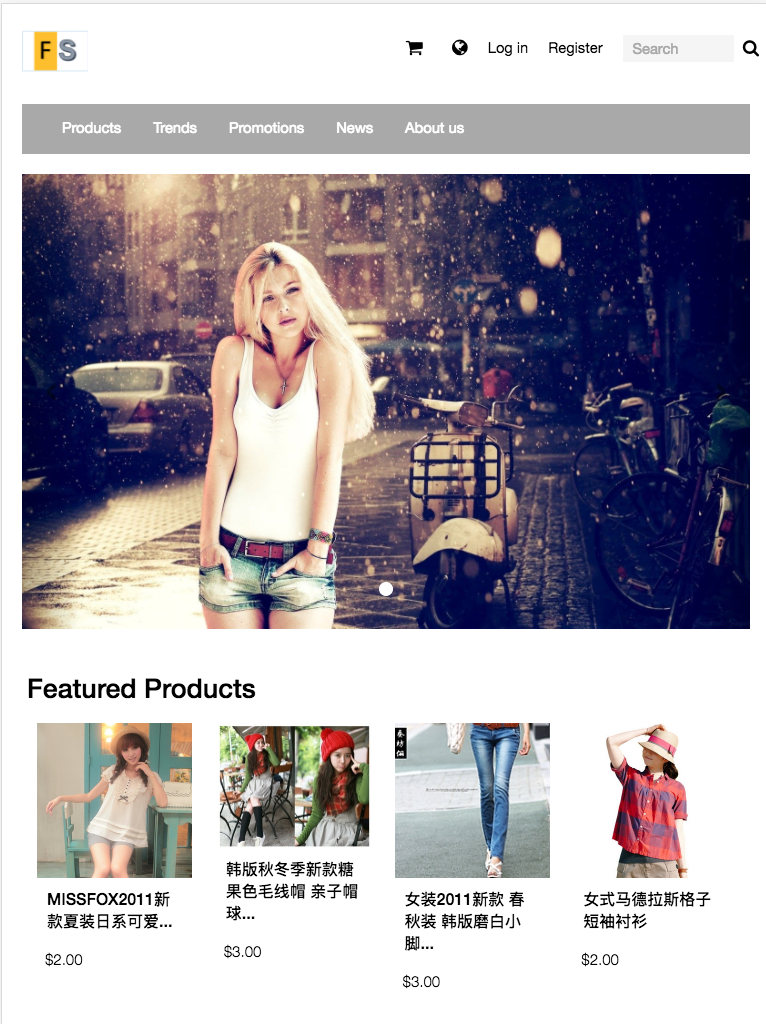 FS
Log in
Register
Search
Products
Trends
Promotions
News
About us
Featured Products
秦坊俪
MISSFOX2011新
款夏装日系可爱...
$2.00
韩版秋冬季新款糖
果色毛线帽 亲子帽
球...
$3.00
女装2011新款 春
秋装 韩版磨白小
脚...
$3.00
女式马德拉斯格子
短袖衬衫
$2.00